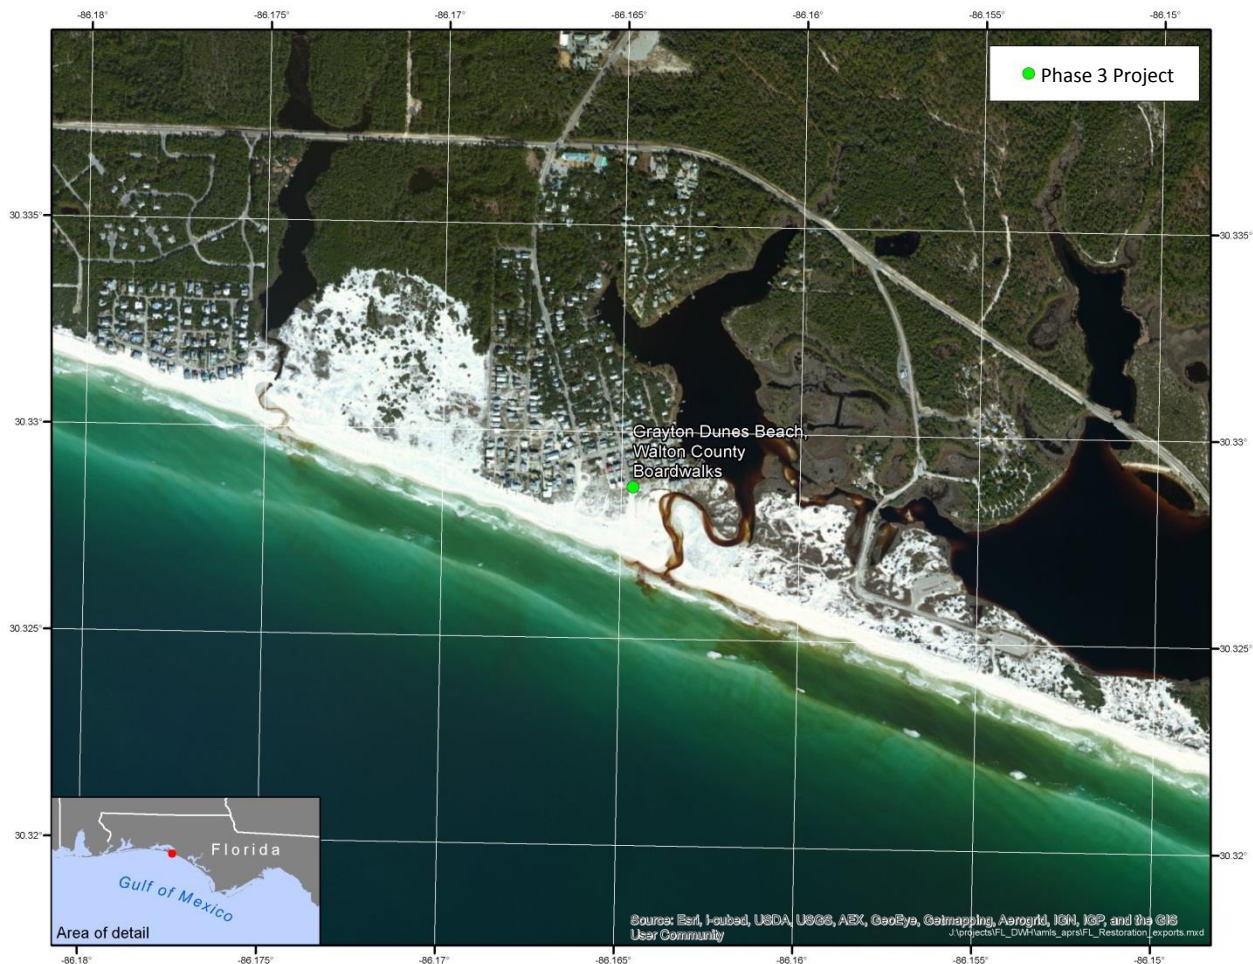 -86.18° -86.175° -86.17° -86.165° -86.16° -86.155° -86.15°
Phase 3 Project
30.335°
30.335°
30.33°
30.33°
Grayton Dunes Beach,
Walton County
Boardwalks
30.325°
30.325°
30.32°
30.32°
Florida
Gulf of Mexico
Area of detail
Source: Esri, i-cubed, USDA, USGS, AEX, GeoEye, Getmapping, Aerogrid, IGN, IGP, and the GIS
User Community
J:\projects\FL_DWH\amls_aprs\FL_Restoration_exports.mxd
-86.18° -86.175° -86.17° -86.165° -86.16° -86.155° -86.15°